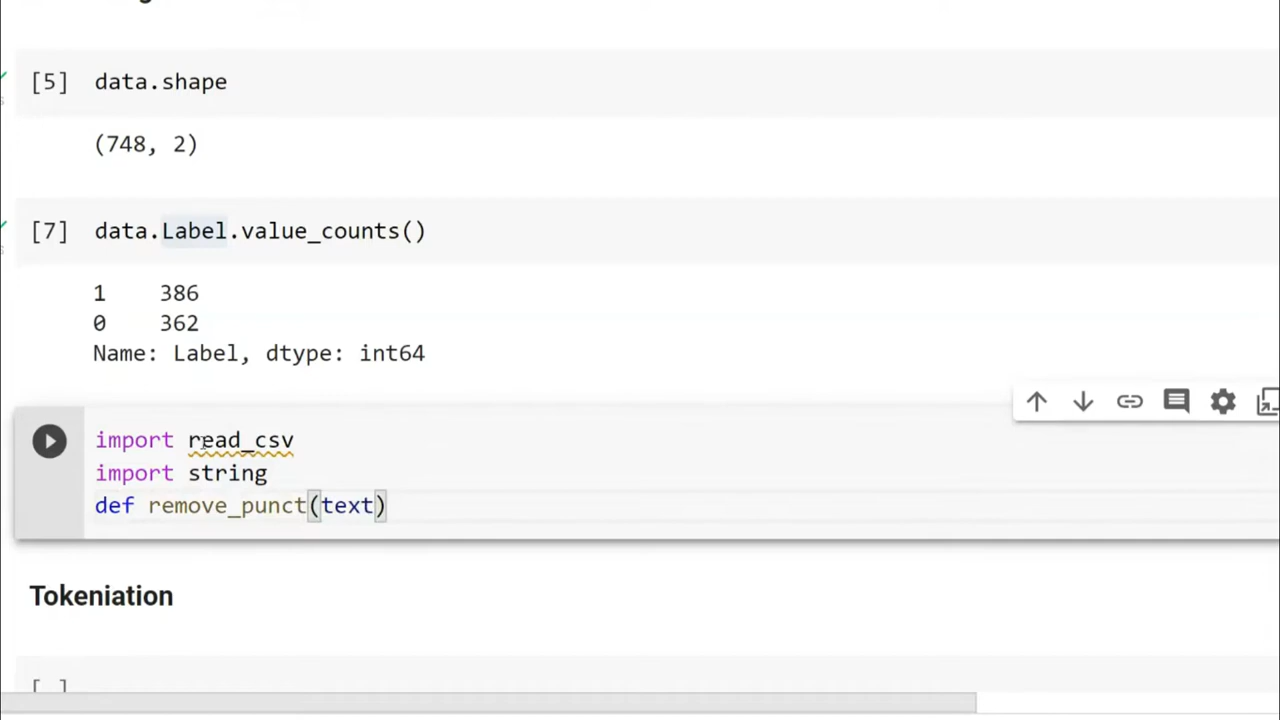 [5] data.shape
(748, 2)
[7] data.Label.value_counts()
1 386
0 362
Name: Label, dtype: int64
import read_csv
import string
def remove_punct(text)
Tokeniation
[ ]